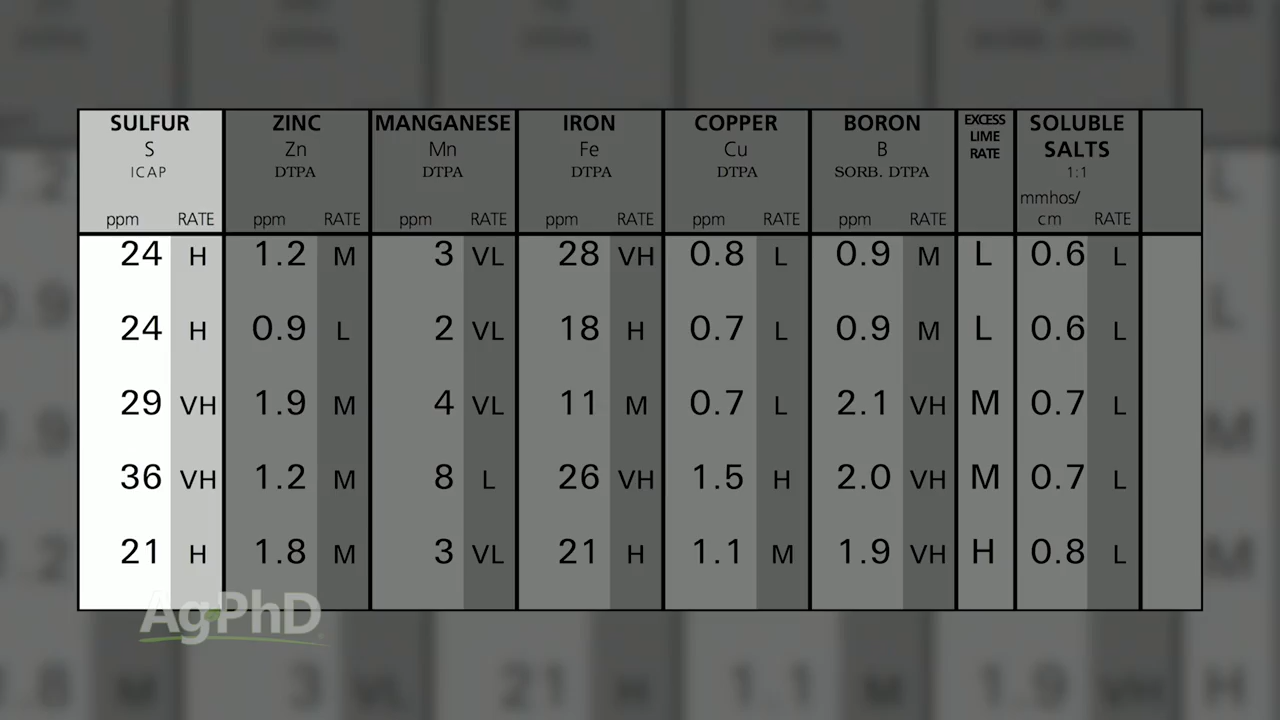 SULFUR ZINC MANGANESE IRON COPPER BORON EXCESS LIME RATE SOLUBLE SALTS
S Zn Mn Fe Cu B 1:1
ICAP DTPA DTPA DTPA DTPA SORB. DTPA mmhos/
ppm RATE ppm RATE ppm RATE ppm RATE ppm RATE ppm RATE cm RATE
24 H 1.2 M 3 VL 28 VH 0.8 L 0.9 M L 0.6 L
24 H 0.9 L 2 VL 18 H 0.7 L 0.9 M L 0.6 L
29 VH 1.9 M 4 VL 11 M 0.7 L 2.1 VH M 0.7 L
36 VH 1.2 M 8 L 26 VH 1.5 H 2.0 VH M 0.7 L
21 H 1.8 M 3 VL 21 H 1.1 M 1.9 VH H 0.8 L
AgPhD